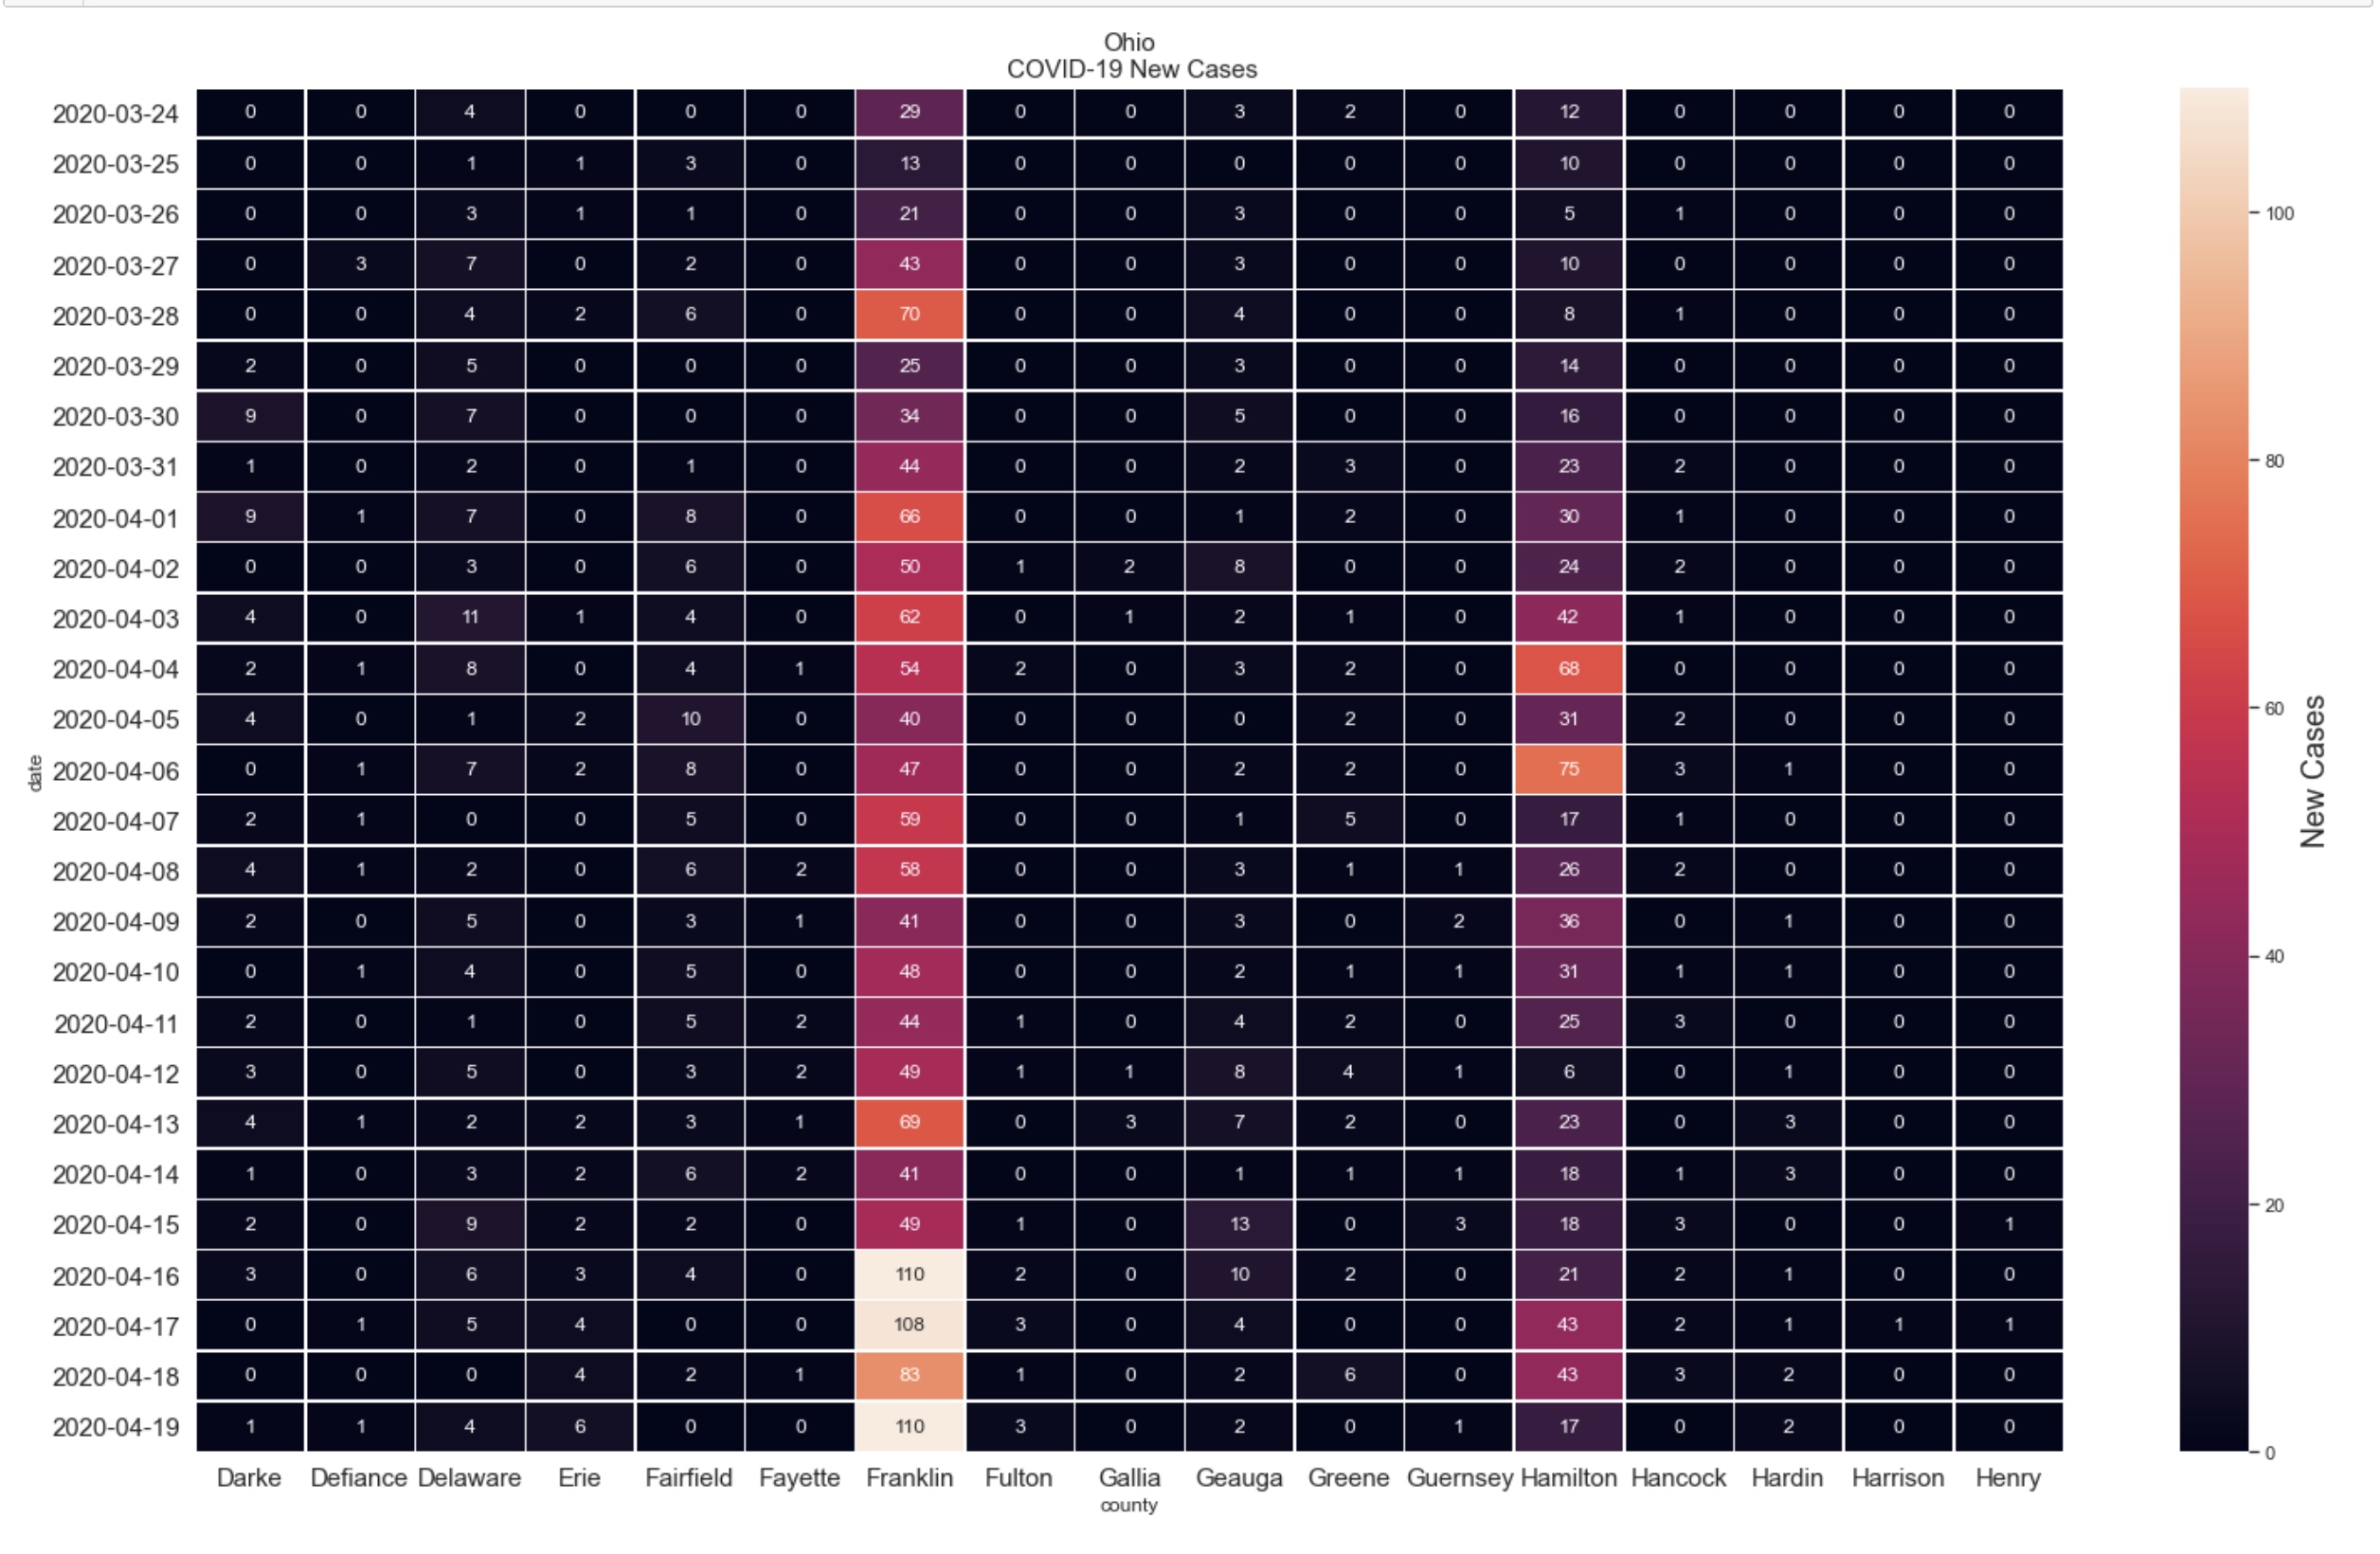 Ohio
COVID-19 New Cases
2020-03-24 0 0 4 0 0 0 29 0 0 3 2 0 12 0 0 0 0
2020-03-25 0 0 1 1 3 0 13 0 0 0 0 0 10 0 0 0 0
2020-03-26 0 0 3 1 1 0 21 0 0 3 0 0 5 1 0 0 0
2020-03-27 0 3 7 0 2 0 43 0 0 3 0 0 10 0 0 0 0
2020-03-28 0 0 4 2 6 0 70 0 0 4 0 0 8 1 0 0 0
2020-03-29 2 0 5 0 0 0 25 0 0 3 0 0 14 0 0 0 0
2020-03-30 9 0 7 0 0 0 34 0 0 5 0 0 16 0 0 0 0
2020-03-31 1 0 2 0 1 0 44 0 0 2 3 0 23 2 0 0 0
2020-04-01 9 1 7 0 8 0 66 0 0 1 2 0 30 1 0 0 0
2020-04-02 0 0 3 0 6 0 50 1 2 8 0 0 24 2 0 0 0
2020-04-03 4 0 11 1 4 0 62 0 1 2 1 0 42 1 0 0 0
2020-04-04 2 1 8 0 4 1 54 2 0 3 2 0 68 0 0 0 0
2020-04-05 4 0 1 2 10 0 40 0 0 0 2 0 31 2 0 0 0
2020-04-06 0 1 7 2 8 0 47 0 0 2 2 0 75 3 1 0 0
2020-04-07 2 1 0 0 5 0 59 0 0 1 5 0 17 1 0 0 0
2020-04-08 4 1 2 0 6 2 58 0 0 3 1 1 26 2 0 0 0
2020-04-09 2 0 5 0 3 1 41 0 0 3 0 2 36 0 1 0 0
2020-04-10 0 1 4 0 5 0 48 0 0 2 1 1 31 1 1 0 0
2020-04-11 2 0 1 0 5 2 44 1 0 4 2 0 25 3 0 0 0
2020-04-12 3 0 5 0 3 2 49 1 1 8 4 1 6 0 1 0 0
2020-04-13 4 1 2 2 3 1 69 0 3 7 2 0 23 0 3 0 0
2020-04-14 1 0 3 2 6 2 41 0 0 1 1 1 18 1 3 0 0
2020-04-15 2 0 9 2 2 0 49 1 0 13 0 3 18 3 0 0 1
2020-04-16 3 0 6 3 4 0 110 2 0 10 2 0 21 2 1 0 0
2020-04-17 0 1 5 4 0 0 108 3 0 4 0 0 43 2 1 1 1
2020-04-18 0 0 0 4 2 1 83 1 0 2 6 0 43 3 2 0 0
2020-04-19 1 1 4 6 0 0 110 3 0 2 0 1 17 0 2 0 0
Darke Defiance Delaware Erie Fairfield Fayette Franklin Fulton Gallia Geauga Greene Guernsey Hamilton Hancock Hardin Harrison Henry
county
date
100
80
60
40
20
0
New Cases